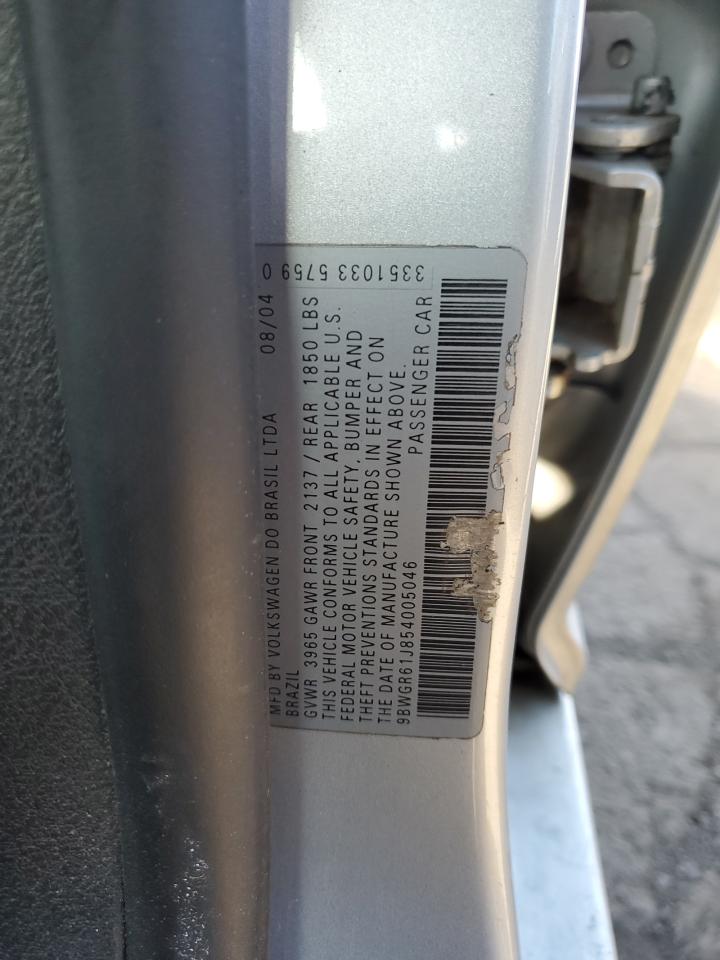 MFD BY VOLKSWAGEN DO BRASIL LTDA 08/04
BRAZIL
GVWR 3965 GAWR FRONT 2137 / REAR 1850 LBS
THIS VEHICLE CONFORMS TO ALL APPLICABLE U.S.
FEDERAL MOTOR VEHICLE SAFETY, BUMPER AND
THEFT PREVENTIONS STANDARDS IN EFFECT ON
THE DATE OF MANUFACTURE SHOWN ABOVE.
9BWGR61J854005046 PASSENGER CAR
3351033 5759 0